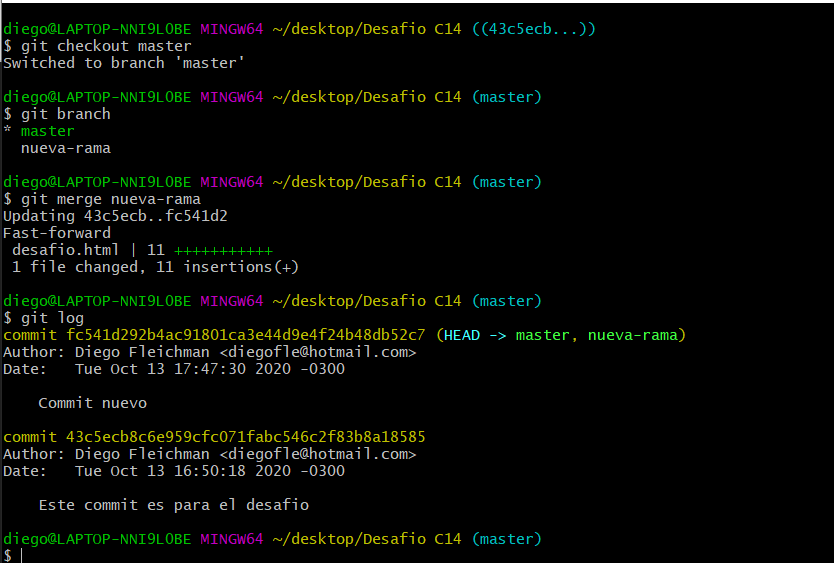 diego@LAPTOP-NNI9LOBE MINGW64 ~/desktop/Desafio C14 ((43c5ecb...))
$ git checkout master
Switched to branch 'master'
diego@LAPTOP-NNI9LOBE MINGW64 ~/desktop/Desafio C14 (master)
$ git branch
* master
  nueva-rama
diego@LAPTOP-NNI9LOBE MINGW64 ~/desktop/Desafio C14 (master)
$ git merge nueva-rama
Updating 43c5ecb..fc541d2
Fast-forward
 desafio.html | 11 +++++++++++
 1 file changed, 11 insertions(+)
diego@LAPTOP-NNI9LOBE MINGW64 ~/desktop/Desafio C14 (master)
$ git log
commit fc541d292b4ac91801ca3e44d9e4f24b48db52c7 (HEAD -> master, nueva-rama)
Author: Diego Fleichman <diegofle@hotmail.com>
Date:   Tue Oct 13 17:47:30 2020 -0300
    Commit nuevo
commit 43c5ecb8c6e959cfc071fabc546c2f83b8a18585
Author: Diego Fleichman <diegofle@hotmail.com>
Date:   Tue Oct 13 16:50:18 2020 -0300
    Este commit es para el desafio
diego@LAPTOP-NNI9LOBE MINGW64 ~/desktop/Desafio C14 (master)
$